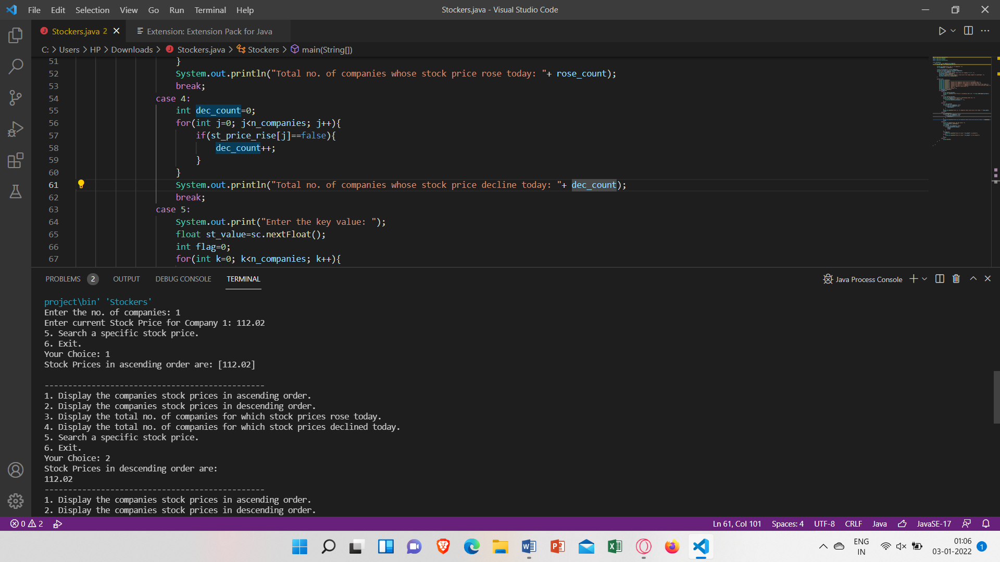 File Edit Selection View Go Run Terminal Help
Stockers.java - Visual Studio Code
Stockers.java 2
Extension: Extension Pack for Java
C: > Users > HP > Downloads > Stockers.java > Stockers > main(String[])
51 }
52 System.out.println("Total no. of companies whose stock price rose today: "+ rose_count);
53 break;
54 case 4:
55 int dec_count=0;
56 for(int j=0; j<n_companies; j++){
57 if(st_price_rise[j]==false){
58 dec_count++;
59 }
60 }
61 System.out.println("Total no. of companies whose stock price decline today: "+ dec_count);
62 break;
63 case 5:
64 System.out.print("Enter the key value: ");
65 float st_value=sc.nextFloat();
66 int flag=0;
67 for(int k=0; k<n_companies; k++){
PROBLEMS 2 OUTPUT DEBUG CONSOLE TERMINAL
Java Process Console
project\bin' 'Stockers'
Enter the no. of companies: 1
Enter current Stock Price for Company 1: 112.02
5. Search a specific stock price.
6. Exit.
Your Choice: 1
Stock Prices in ascending order are: [112.02]
-----------------------------------------------
1. Display the companies stock prices in ascending order.
2. Display the companies stock prices in descending order.
3. Display the total no. of companies for which stock prices rose today.
4. Display the total no. of companies for which stock prices declined today.
5. Search a specific stock price.
6. Exit.
Your Choice: 2
Stock Prices in descending order are:
112.02
-----------------------------------------------
1. Display the companies stock prices in ascending order.
2. Display the companies stock prices in descending order.
0 2
Ln 61, Col 101 Spaces: 4 UTF-8 CRLF Java JavaSE-17
ENG
IN
01:06
03-01-2022
1